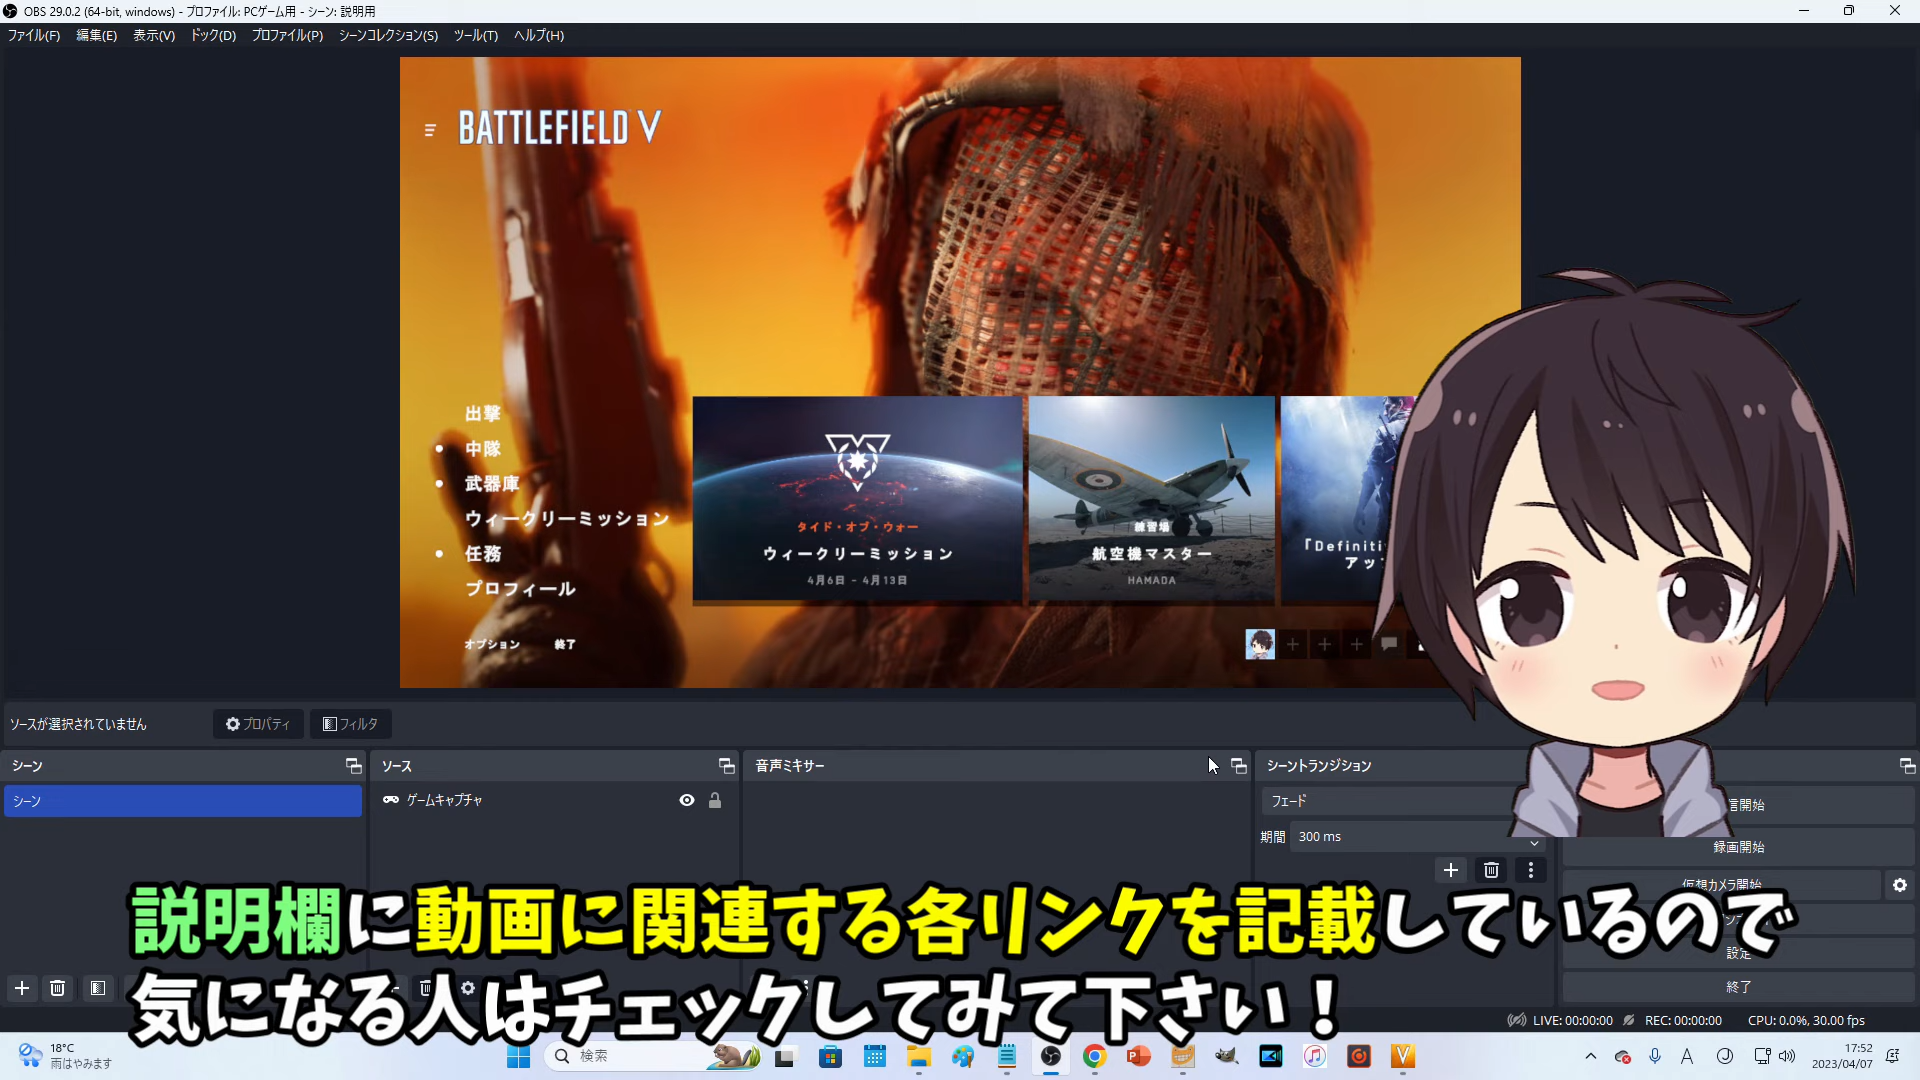 OBS 29.0.2 (64-bit, windows) - プロファイル: PCゲーム用 - シーン: 説明用
ファイル(F) 編集(E) 表示(V) ドック(D) プロファイル(P) シーンコレクション(S) ツール(T) ヘルプ(H)
BATTLEFIELD V
出撃
中隊
武器庫
ウィークリーミッション
任務
プロフィール
オプション 終了
タイド・オブ・ウォー
ウィークリーミッション
4月6日 - 4月13日
練習場
航空機マスター
HAMADA
「Definiti
アッ
ソースが選択されていません プロパティ フィルタ
シーン
シーン
ソース
ゲームキャプチャ
音声ミキサー
シーントランジション
フェード
期間 300 ms
信開始
録画開始
仮想カメラ開始
設定
終了
説明欄に動画に関連する各リンクを記載しているので
気になる人はチェックしてみて下さい！
LIVE: 00:00:00 REC: 00:00:00 CPU: 0.0%, 30.00 fps
18°C
雨はやみます
検索
A
17:52
2023/04/07